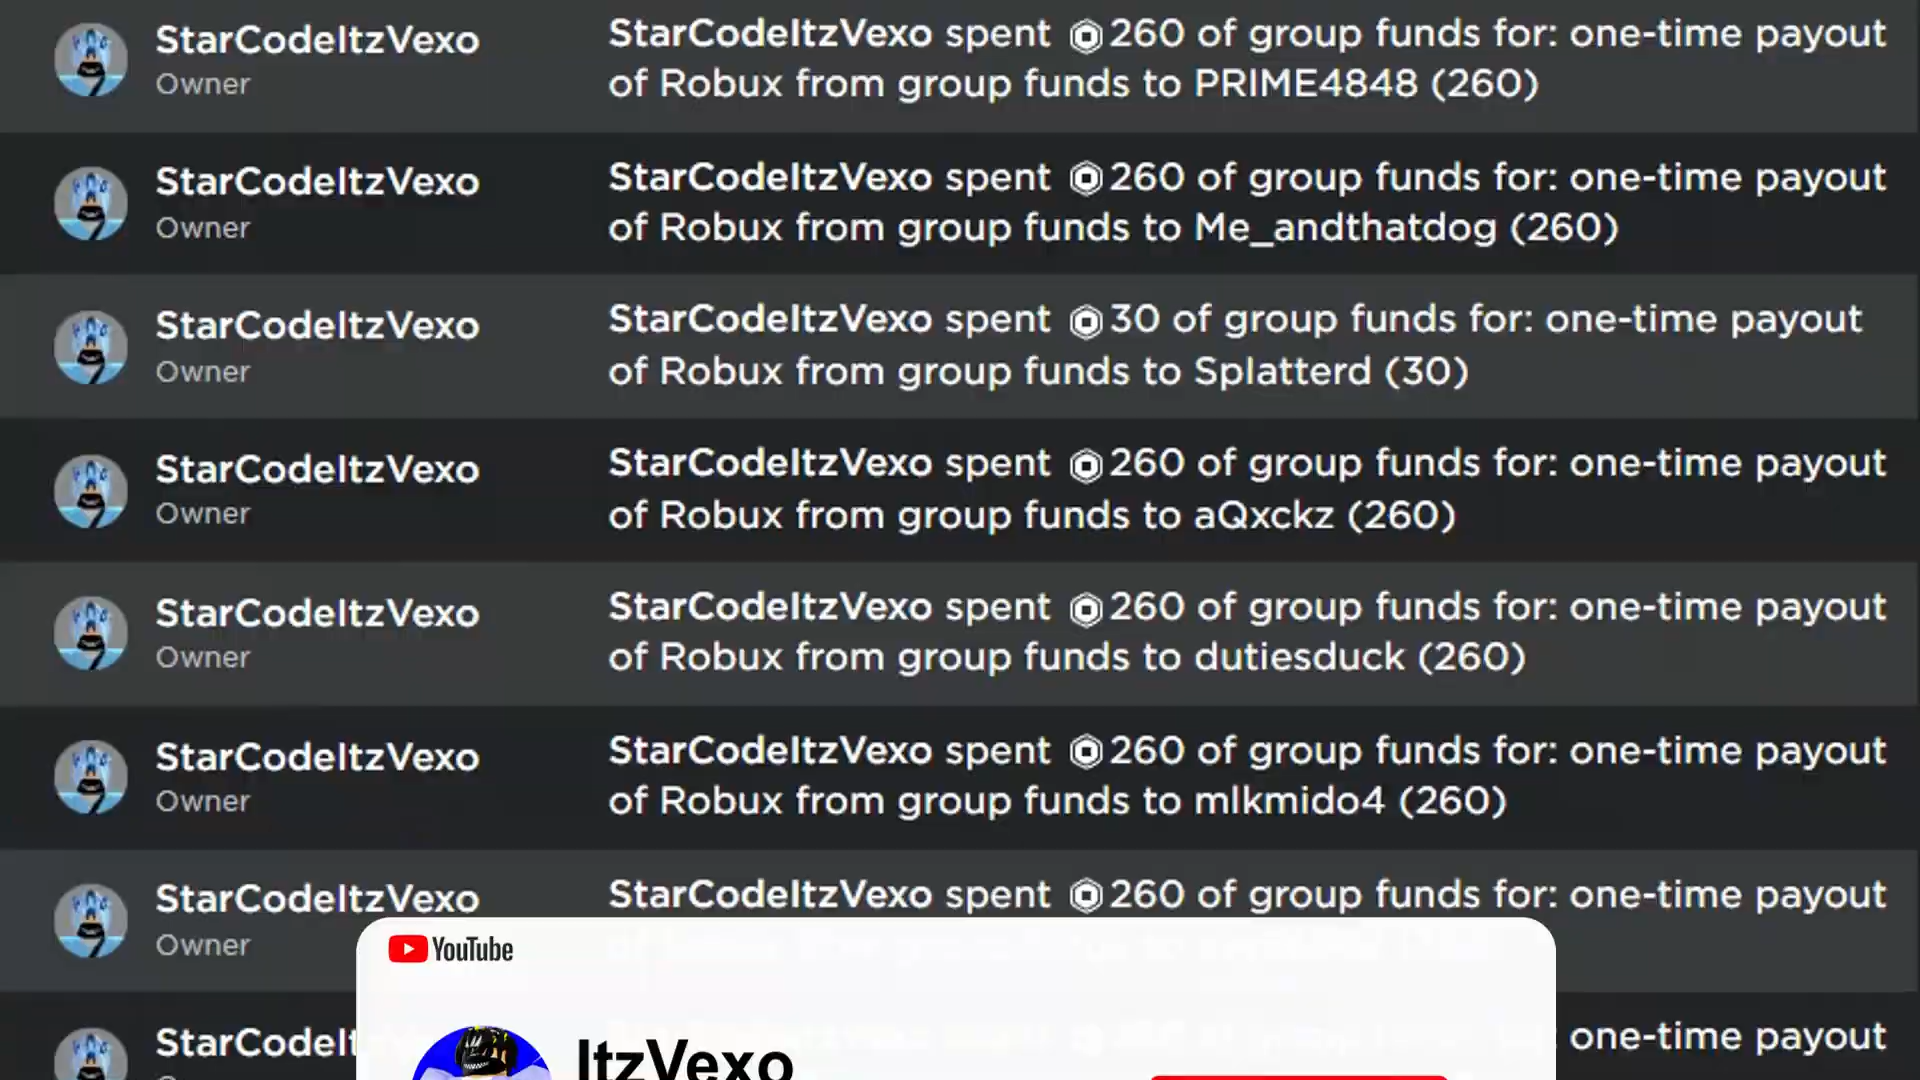 StarCodeItzVexo
Owner
StarCodeItzVexo spent 260 of group funds for: one-time payout
of Robux from group funds to PRIME4848 (260)
StarCodeItzVexo
Owner
StarCodeItzVexo spent 260 of group funds for: one-time payout
of Robux from group funds to Me_andthatdog (260)
StarCodeItzVexo
Owner
StarCodeItzVexo spent 30 of group funds for: one-time payout
of Robux from group funds to Splatterd (30)
StarCodeItzVexo
Owner
StarCodeItzVexo spent 260 of group funds for: one-time payout
of Robux from group funds to aQxckz (260)
StarCodeItzVexo
Owner
StarCodeItzVexo spent 260 of group funds for: one-time payout
of Robux from group funds to dutiesduck (260)
StarCodeItzVexo
Owner
StarCodeItzVexo spent 260 of group funds for: one-time payout
of Robux from group funds to mlkmido4 (260)
StarCodeItzVexo
Owner
StarCodeItzVexo spent 260 of group funds for: one-time payout
YouTube
StarCodeI
one-time payout
ItzVexo